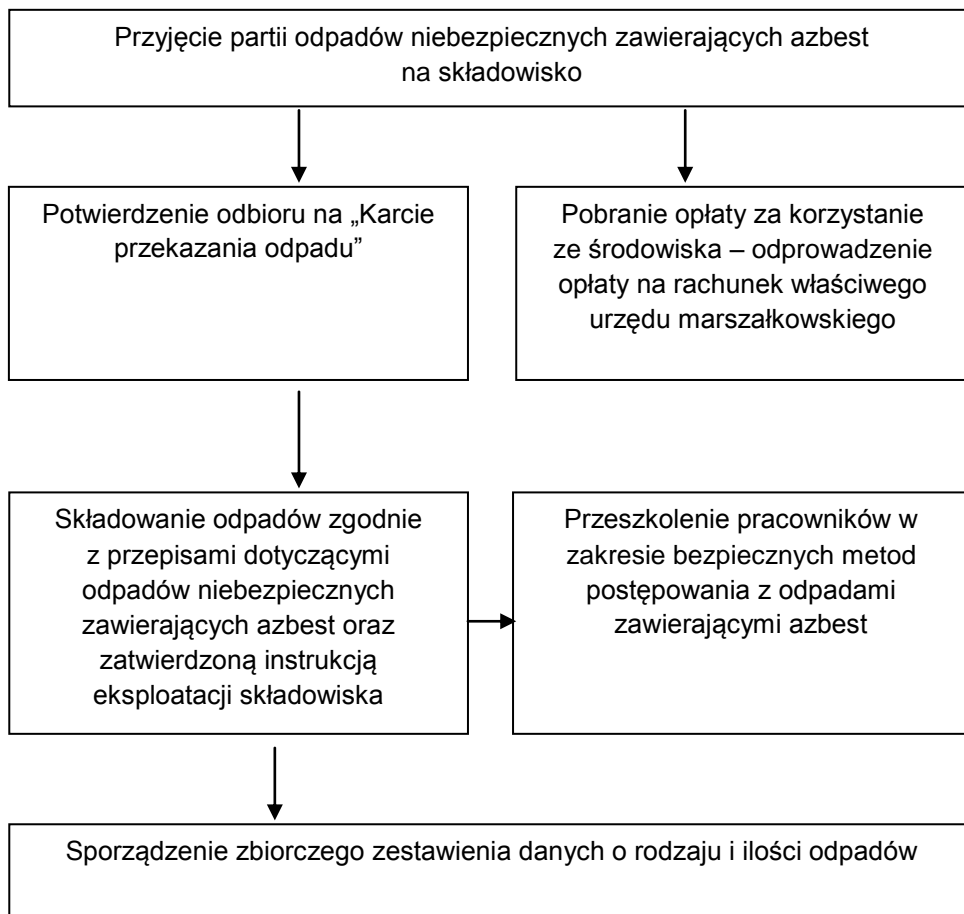 Przyjęcie partii odpadów niebezpiecznych zawierających azbest
na składowisko
Potwierdzenie odbioru na „Karcie
przekazania odpadu”
Pobranie opłaty za korzystanie
ze środowiska – odprowadzenie
opłaty na rachunek właściwego
urzędu marszałkowskiego
Składowanie odpadów zgodnie
z przepisami dotyczącymi
odpadów niebezpiecznych
zawierających azbest oraz
zatwierdzoną instrukcją
eksploatacji składowiska
Przeszkolenie pracowników w
zakresie bezpiecznych metod
postępowania z odpadami
zawierającymi azbest
Sporządzenie zbiorczego zestawienia danych o rodzaju i ilości odpadów